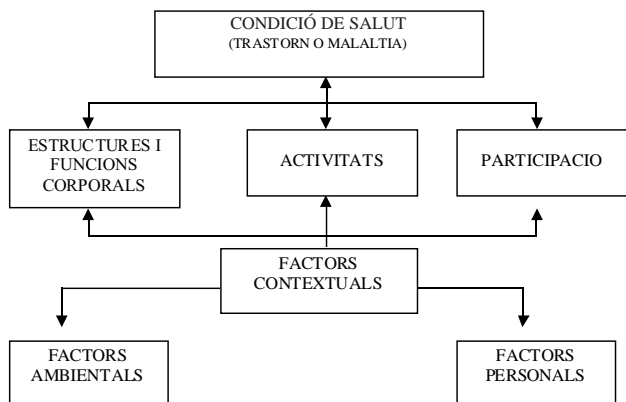 CONDICIÓ DE SALUT
(TRASTORN O MALALTIA)
ESTRUCTURES I
FUNCIONS
CORPORALS
ACTIVITATS
PARTICIPACIO
FACTORS
CONTEXTUALS
FACTORS
AMBIENTALS
FACTORS
PERSONALS